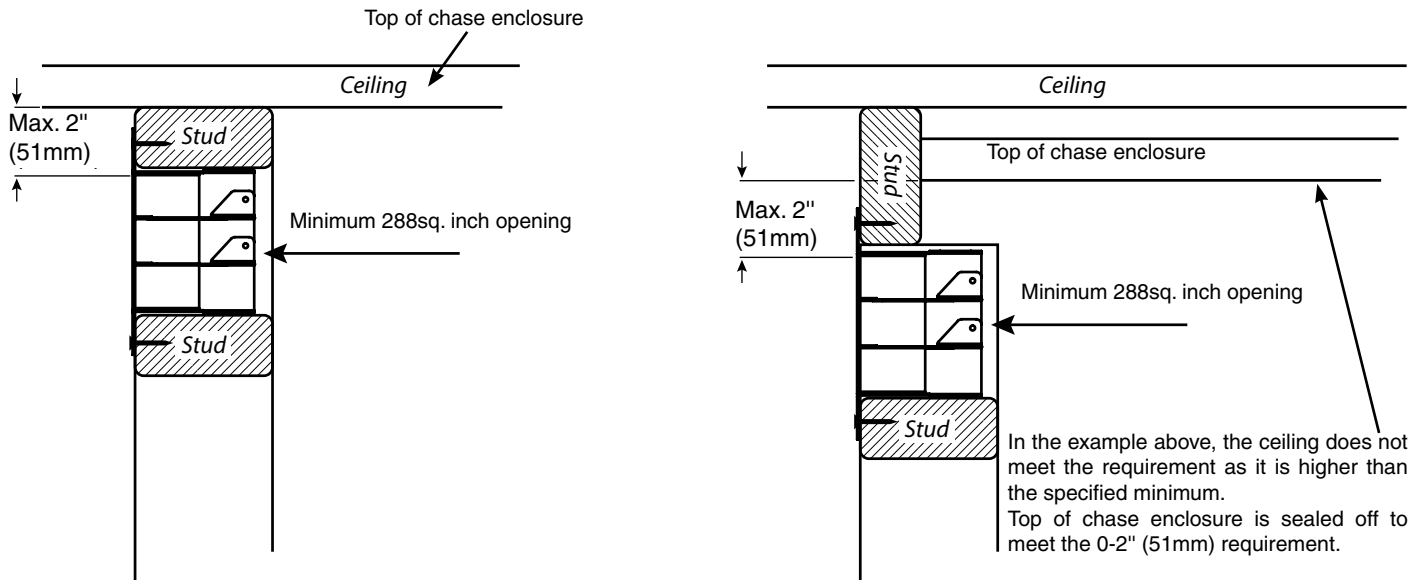 Top of chase enclosure
Ceiling
Max. 2"
(51mm)
Stud
Minimum 288sq. inch opening
Stud
Ceiling
Top of chase enclosure
Stud
Max. 2"
(51mm)
Minimum 288sq. inch opening
Stud
In the example above, the ceiling does not
meet the requirement as it is higher than
the specified minimum.
Top of chase enclosure is sealed off to
meet the 0-2" (51mm) requirement.